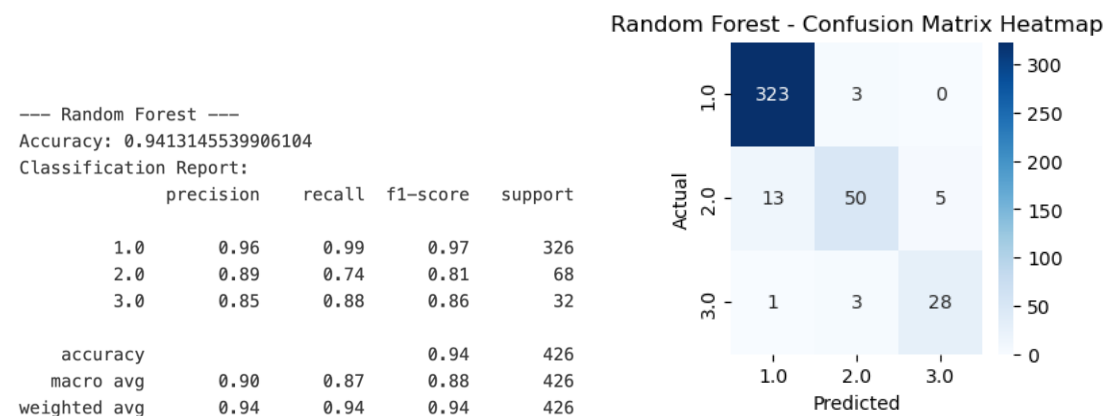 --- Random Forest ---
Accuracy: 0.9413145539906104
Classification Report:
precision recall f1-score support
1.0 0.96 0.99 0.97 326
2.0 0.89 0.74 0.81 68
3.0 0.85 0.88 0.86 32
accuracy 0.94 426
macro avg 0.90 0.87 0.88 426
weighted avg 0.94 0.94 0.94 426
Random Forest - Confusion Matrix Heatmap
Actual
1.0 323 3 0
2.0 13 50 5
3.0 1 3 28
1.0 2.0 3.0
Predicted
300
250
200
150
100
50
0